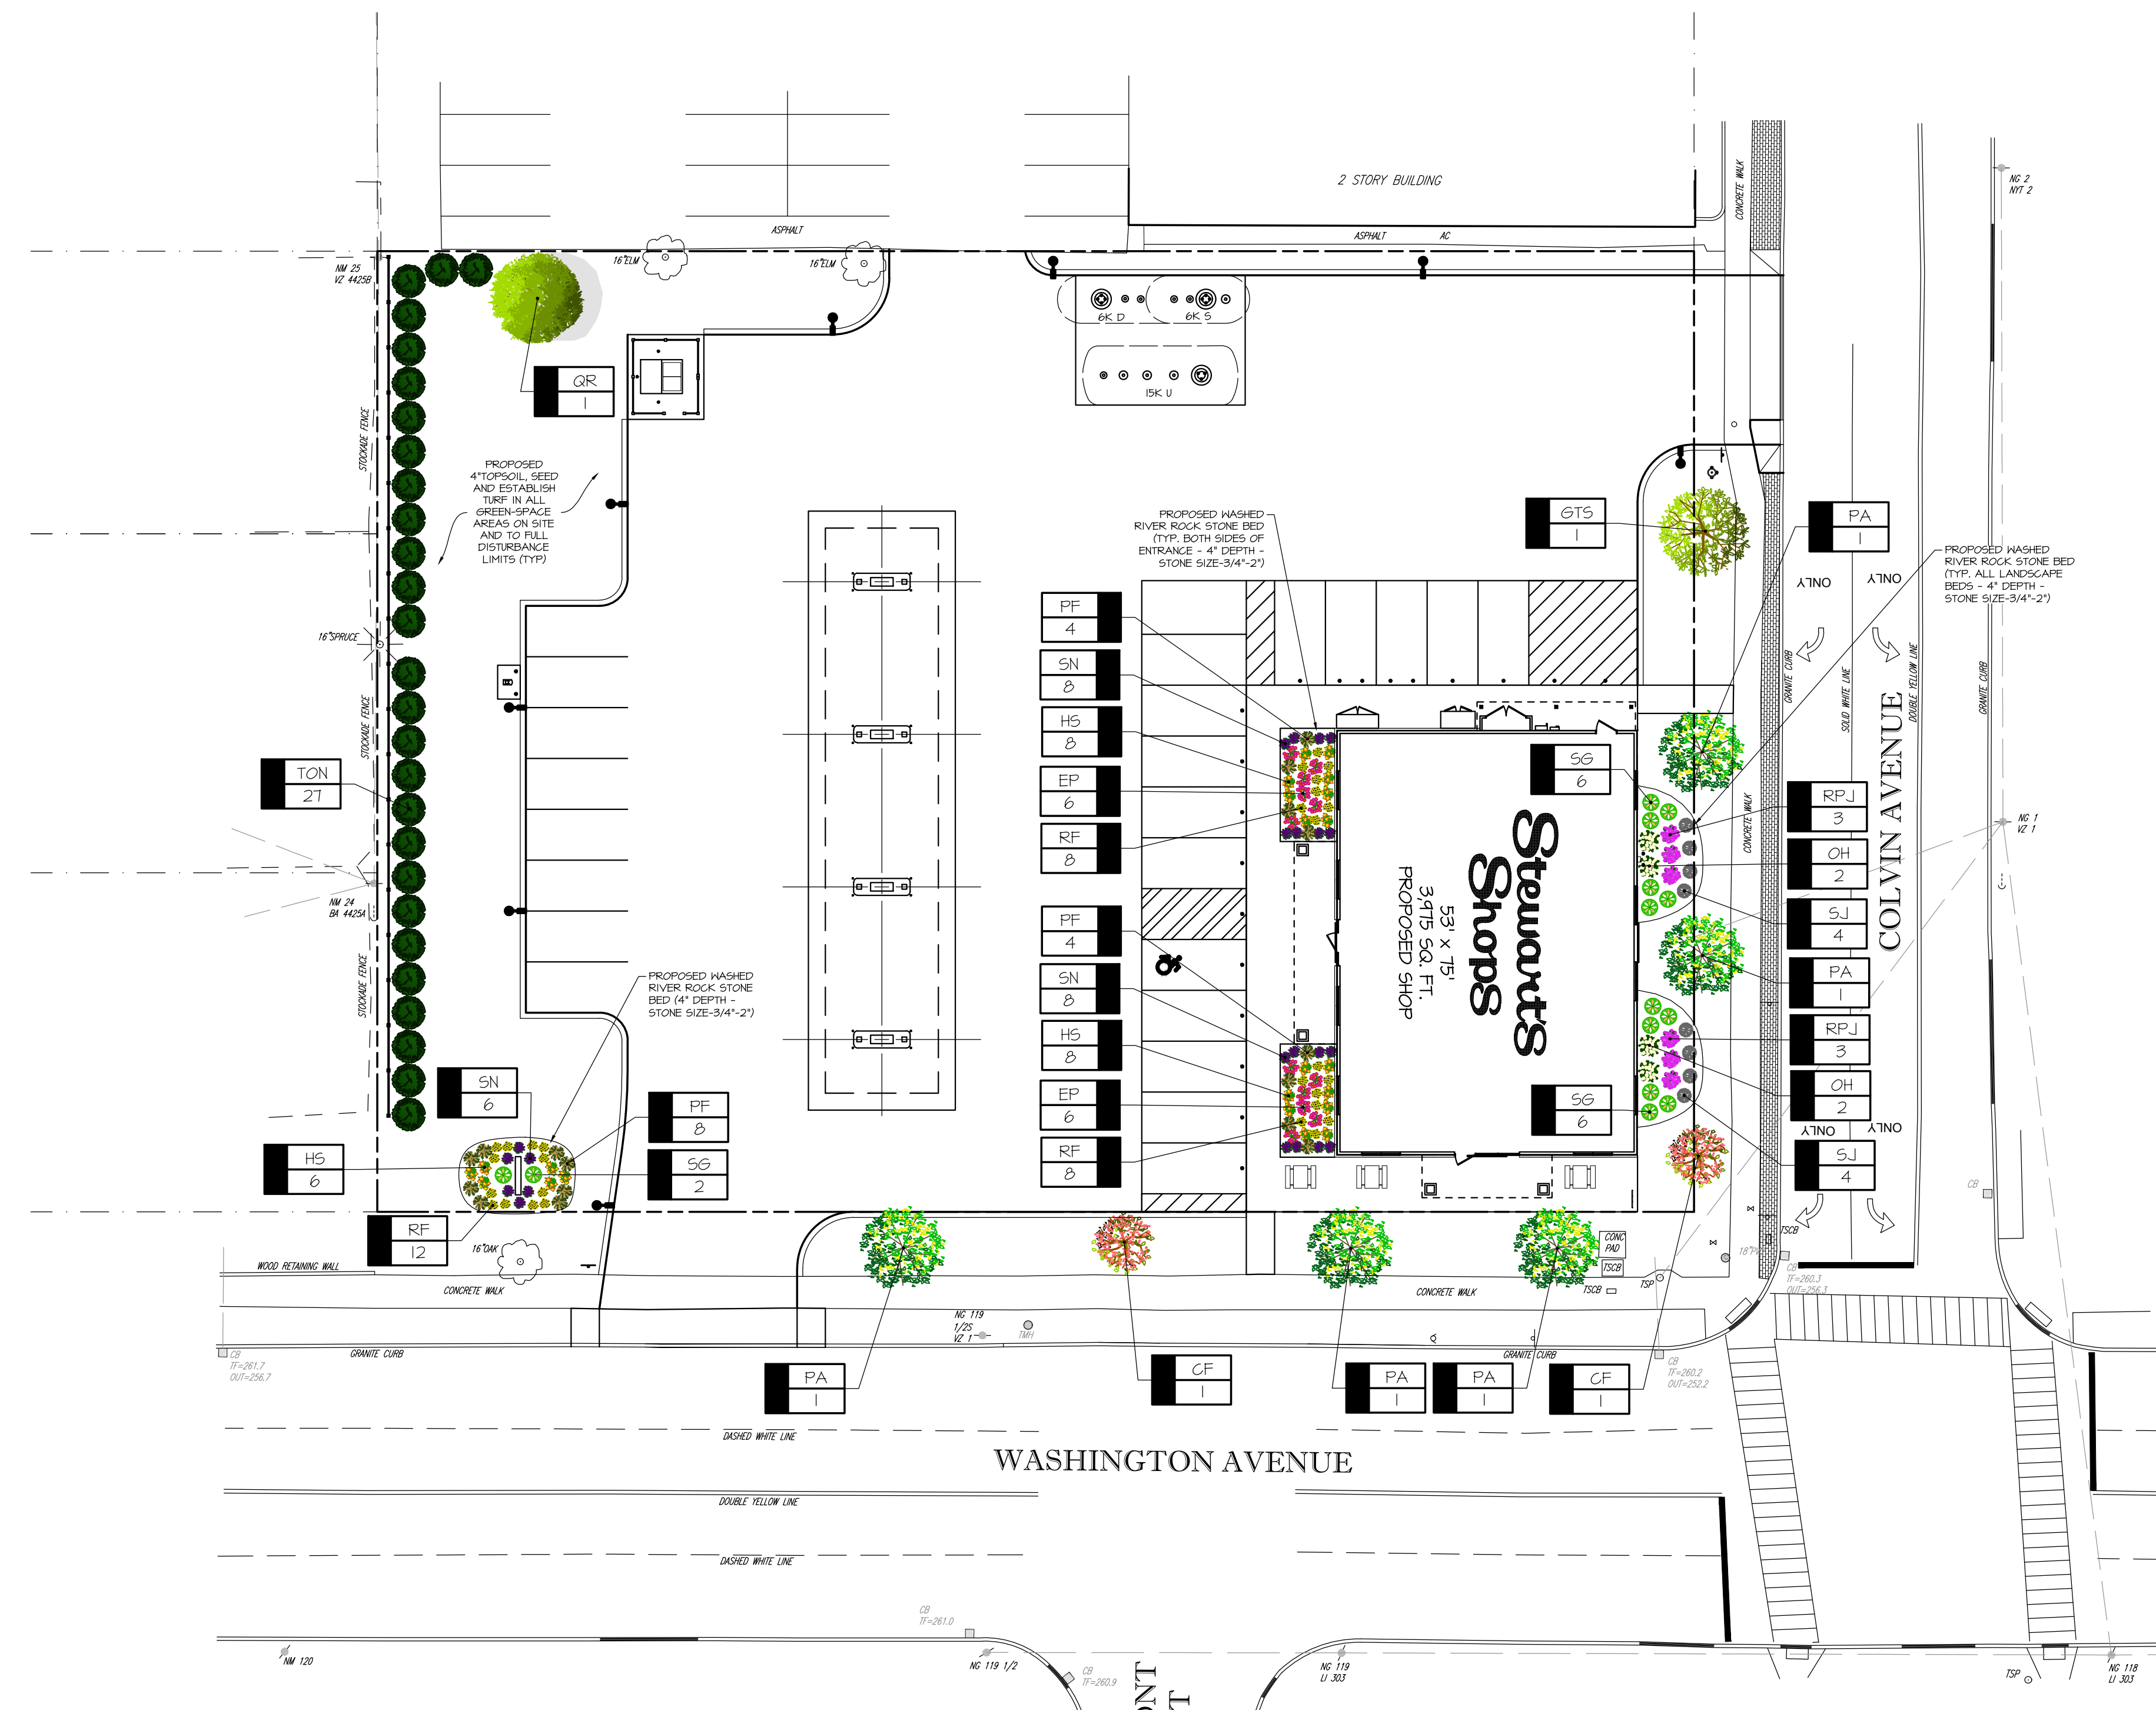 2 STORY BUILDING
CONCRETE WALK
NG 2
NYT 2
ASPHALT
ASPHALT
AC
16"ELM
16"ELM
NM 25
VZ 4425B
6K D
6K S
15K U
QR
1
STOCKADE FENCE
PROPOSED
4"TOPSOIL, SEED
AND ESTABLISH
TURF IN ALL
GREEN-SPACE
AREAS ON SITE
AND TO FULL
DISTURBANCE
LIMITS (TYP)
PROPOSED WASHED
RIVER ROCK STONE BED
(TYP. BOTH SIDES OF
ENTRANCE - 4" DEPTH -
STONE SIZE-3/4"-2")
GTS
1
PA
1
PROPOSED WASHED
RIVER ROCK STONE BED
(TYP. ALL LANDSCAPE
BEDS - 4" DEPTH -
STONE SIZE-3/4"-2")
ONLY
ONLY
16"SPRUCE
PF
4
SN
8
HS
8
EP
6
RF
8
STOCKADE FENCE
GRANITE CURB
SOLID WHITE LINE
DOUBLE YELLOW LINE
GRANITE CURB
COLVIN AVENUE
TON
27
SG
6
RPJ
3
OH
2
SJ
4
PA
1
RPJ
3
OH
2
SJ
4
CONCRETE WALK
NG 1
VZ 1
Stewart's
Shops
53' X 75'
3,975 SQ. FT.
PROPOSED SHOP
NM 24
BA 4425A
STOCKADE FENCE
PF
4
SN
8
HS
8
EP
6
RF
8
PROPOSED WASHED
RIVER ROCK STONE
BED (4" DEPTH -
STONE SIZE-3/4"-2")
SN
6
PF
8
SG
2
HS
6
RF
12
SG
6
ONLY
ONLY
CB
TSCB
16"OAK
WOOD RETAINING WALL
CONCRETE WALK
CONC
PAD
TSCB
TSP
TSCB
CB
TF=260.3
OUT=256.3
CONCRETE WALK
NG 119
1/2S
VZ 1
TMH
CB
TF=261.7
OUT=256.7
GRANITE CURB
GRANITE CURB
CB
TF=260.2
OUT=252.2
PA
1
CF
1
PA
1
PA
1
CF
1
DASHED WHITE LINE
WASHINGTON AVENUE
DOUBLE YELLOW LINE
DASHED WHITE LINE
CB
TF=261.0
NM 120
NG 119 1/2
CB
TF=260.9
NG 119
LI 303
TSP
NG 118
LI 303